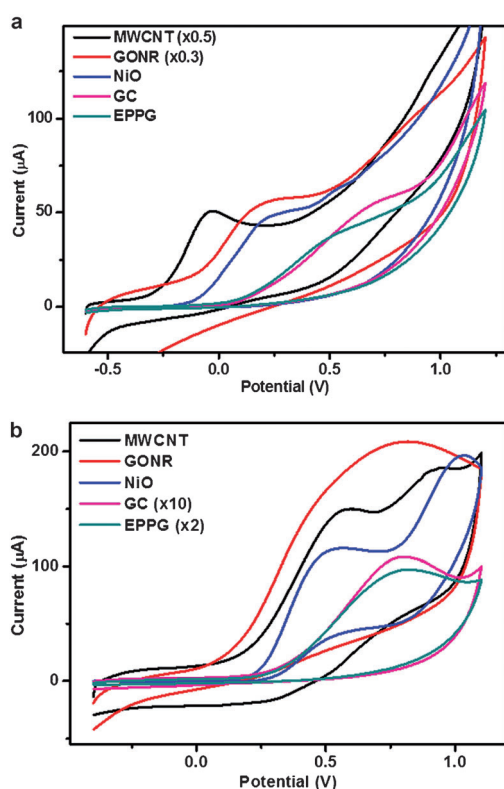 a
MWCNT (x0.5)
GONR (x0.3)
NiO
GC
EPPG
100
50
0
Current (μA)
-0.5 0.0 0.5 1.0
Potential (V)
b
200
MWCNT
GONR
NiO
GC (x10)
EPPG (x2)
100
0
Current (μA)
0.0 0.5 1.0
Potential (V)